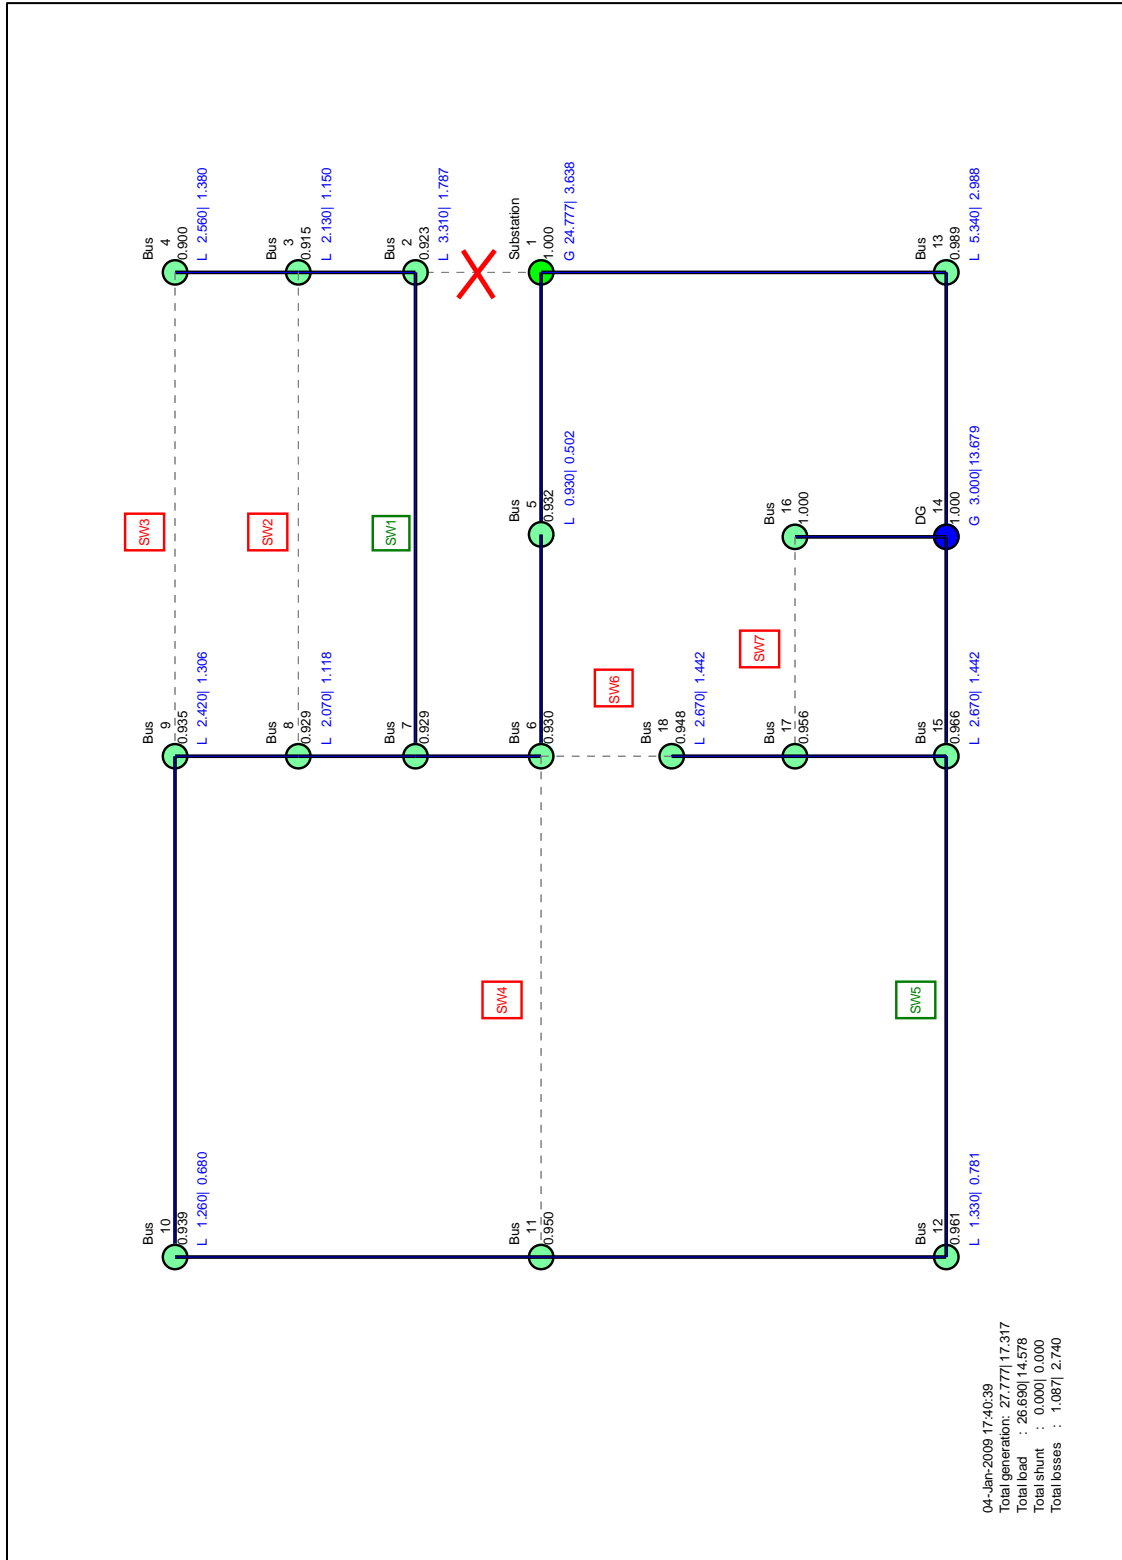 Bus
4
0.900
L 2.560| 1.380
Bus
3
0.915
L 2.130| 1.150
Bus
2
0.923
L 3.310| 1.787
Substation
1
1.000
G 24.777| 3.638
Bus
13
0.989
L 5.340| 2.988
SW3
SW2
SW1
Bus
5
0.932
L 0.930| 0.502
Bus
16
1.000
DG
14
1.000
G 3.000|13.679
SW6
SW7
Bus
9
0.935
L 2.420| 1.306
Bus
8
0.929
L 2.070| 1.118
Bus
7
0.929
Bus
6
0.930
Bus
18
0.948
L 2.670| 1.442
Bus
17
0.956
Bus
15
0.966
L 2.670| 1.442
SW4
SW5
Bus
10
0.939
L 1.260| 0.680
Bus
11
0.950
Bus
12
0.961
L 1.330| 0.781
04-Jan-2009 17:40:39
Total generation: 27.777|17.317
Total load : 26.690|14.578
Total shunt : 0.000| 0.000
Total losses : 1.087| 2.740